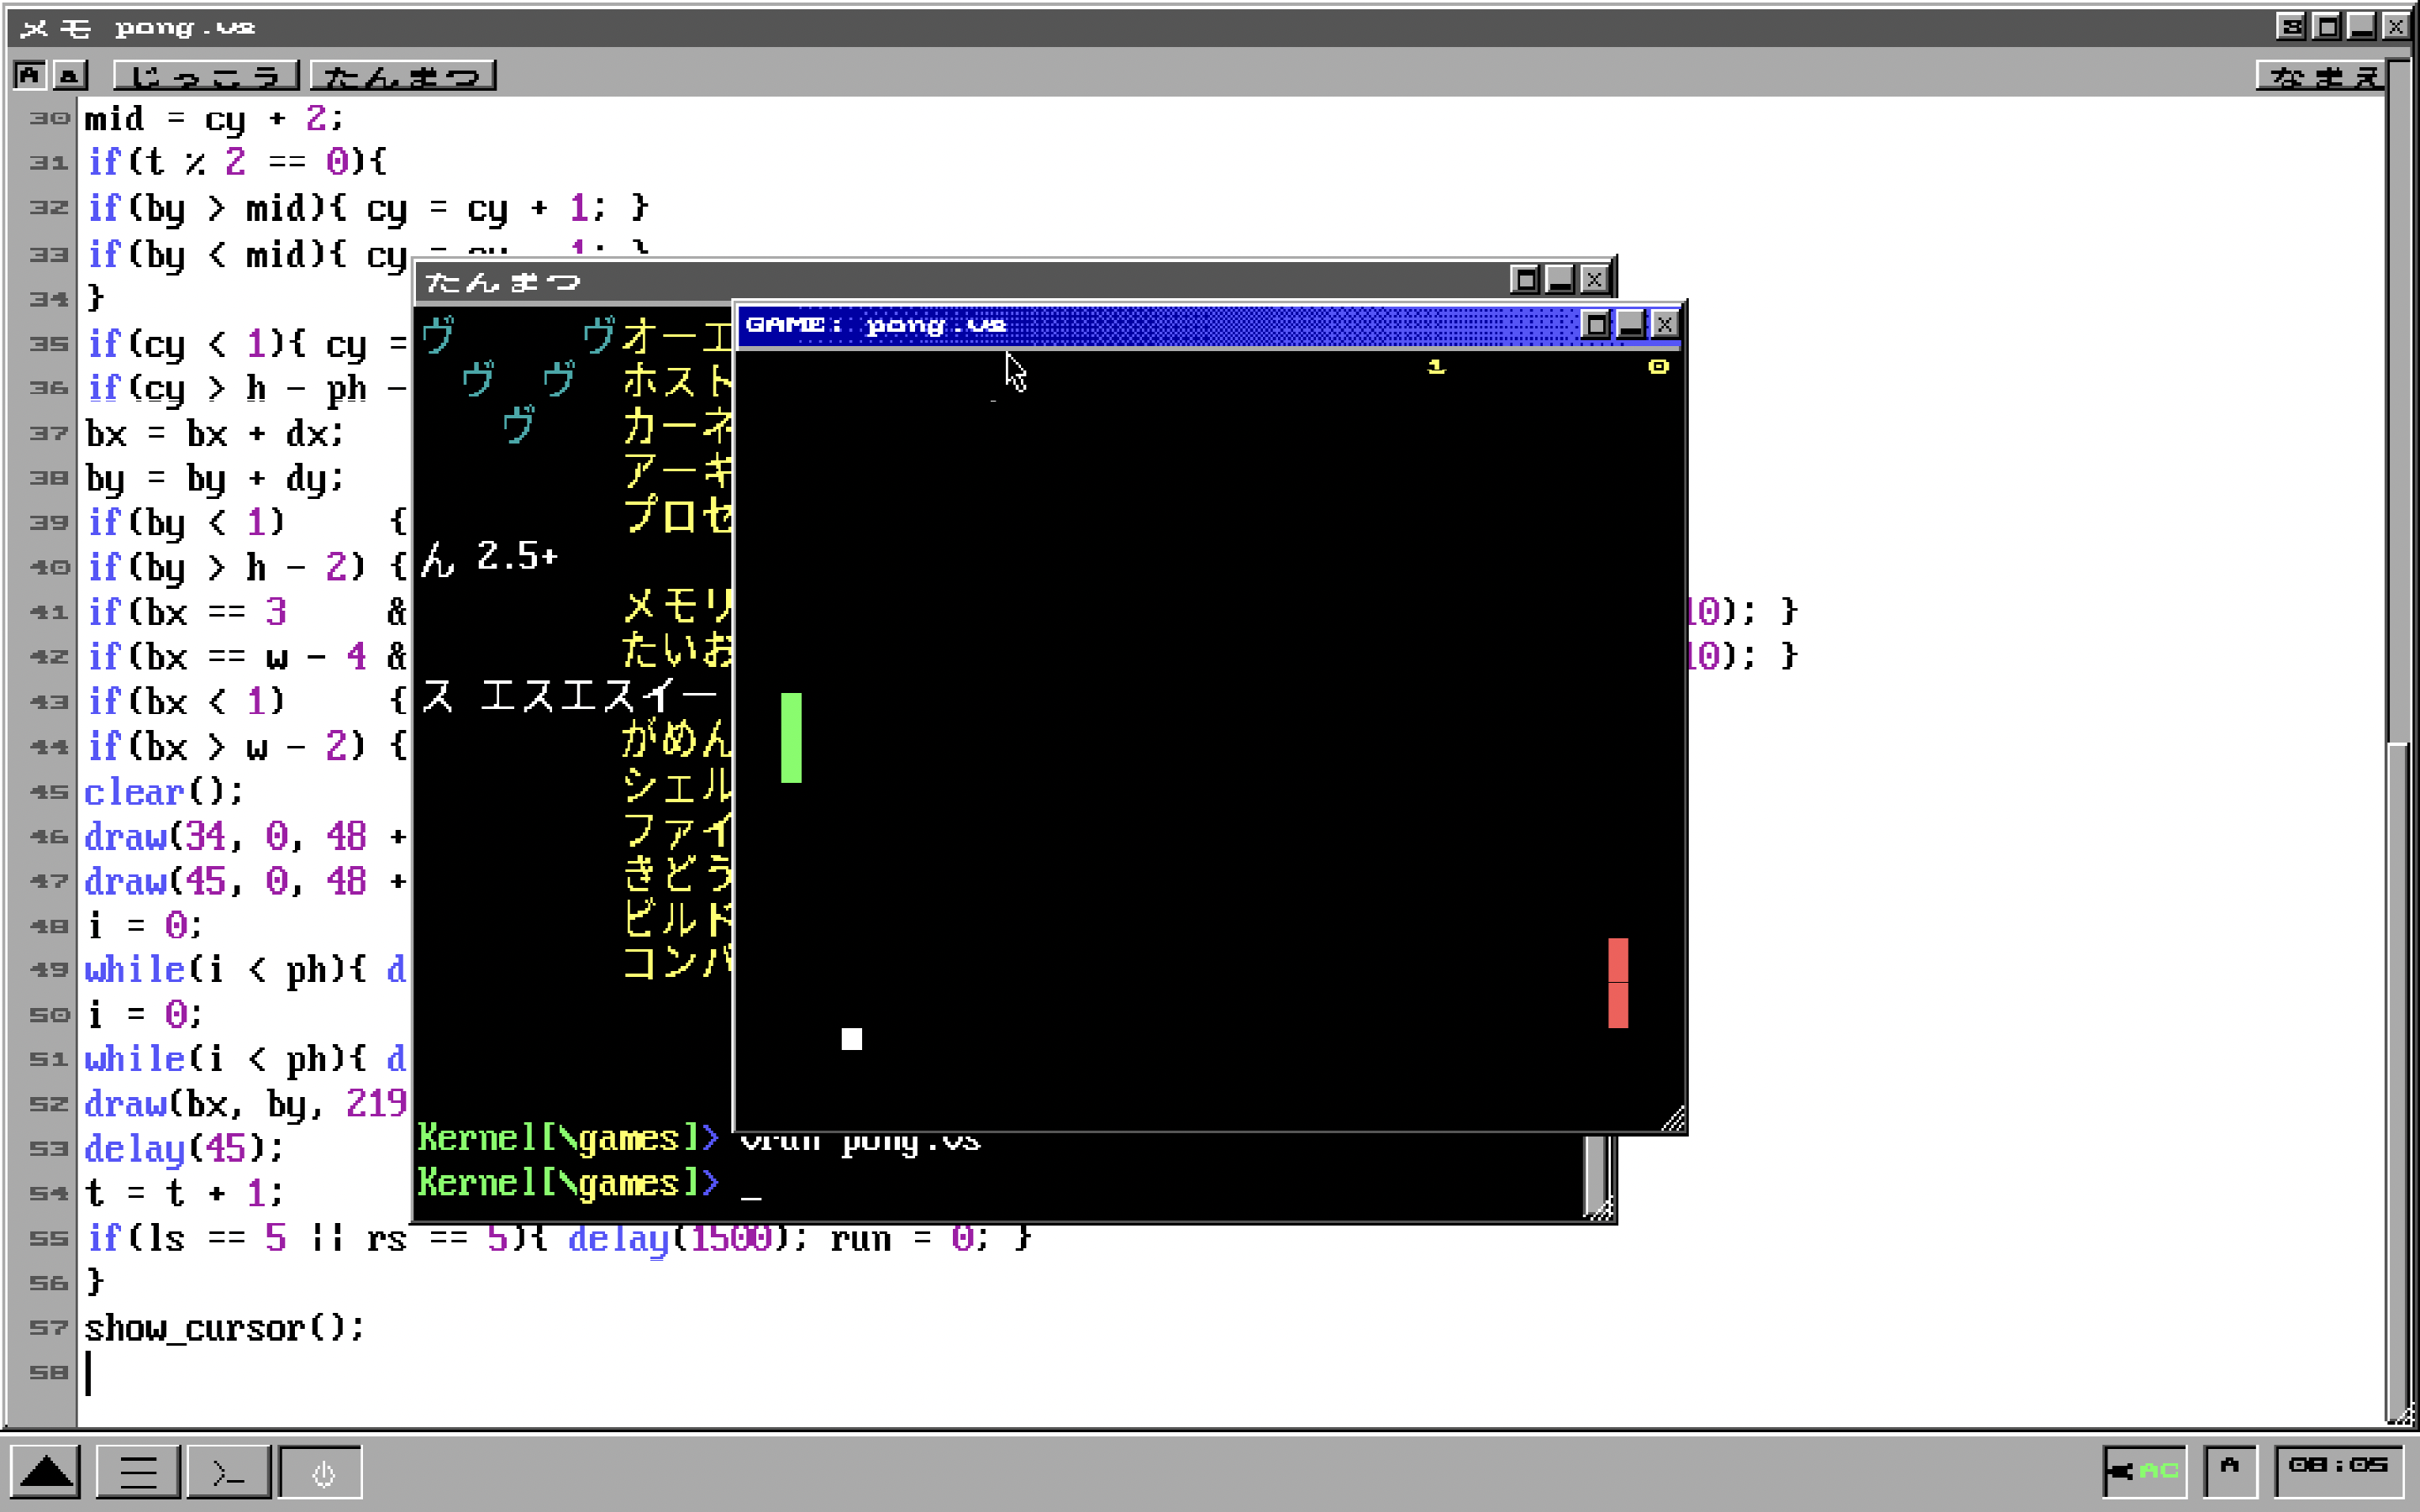 メモ pong.vs
A a じっこう たんまつ なまえ
30 mid = cy + 2;
31 if(t % 2 == 0){
32 if(by > mid){ cy = cy + 1; }
33 if(by < mid){ cy = cy - 1; }
34 }
35 if(cy < 1){ cy =
36 if(cy > h - ph -
37 bx = bx + dx;
38 by = by + dy;
39 if(by < 1) {
40 if(by > h - 2) {
41 if(bx == 3 & 10); }
42 if(bx == w - 4 & 10); }
43 if(bx < 1) {
44 if(bx > w - 2) {
45 clear();
46 draw(34, 0, 48 +
47 draw(45, 0, 48 +
48 i = 0;
49 while(i < ph){ d
50 i = 0;
51 while(i < ph){ d
52 draw(bx, by, 219
53 delay(45);
54 t = t + 1;
55 if(ls == 5 || rs == 5){ delay(1500); run = 0; }
56 }
57 show_cursor();
58
たんまつ
ヴ ヴ オーエ
ヴ ヴ ホスト
ヴ カーネ
アーキ
プロセ
ん 2.5+
メモリ
たいお
ス エスエスイー
がめん
シェル
ファイ
きどう
ビルド
コンパ
Kernel[\games]> vrun pong.vs
Kernel[\games]> _
GAME: pong.vs
1 0
>_
AC A 08:05